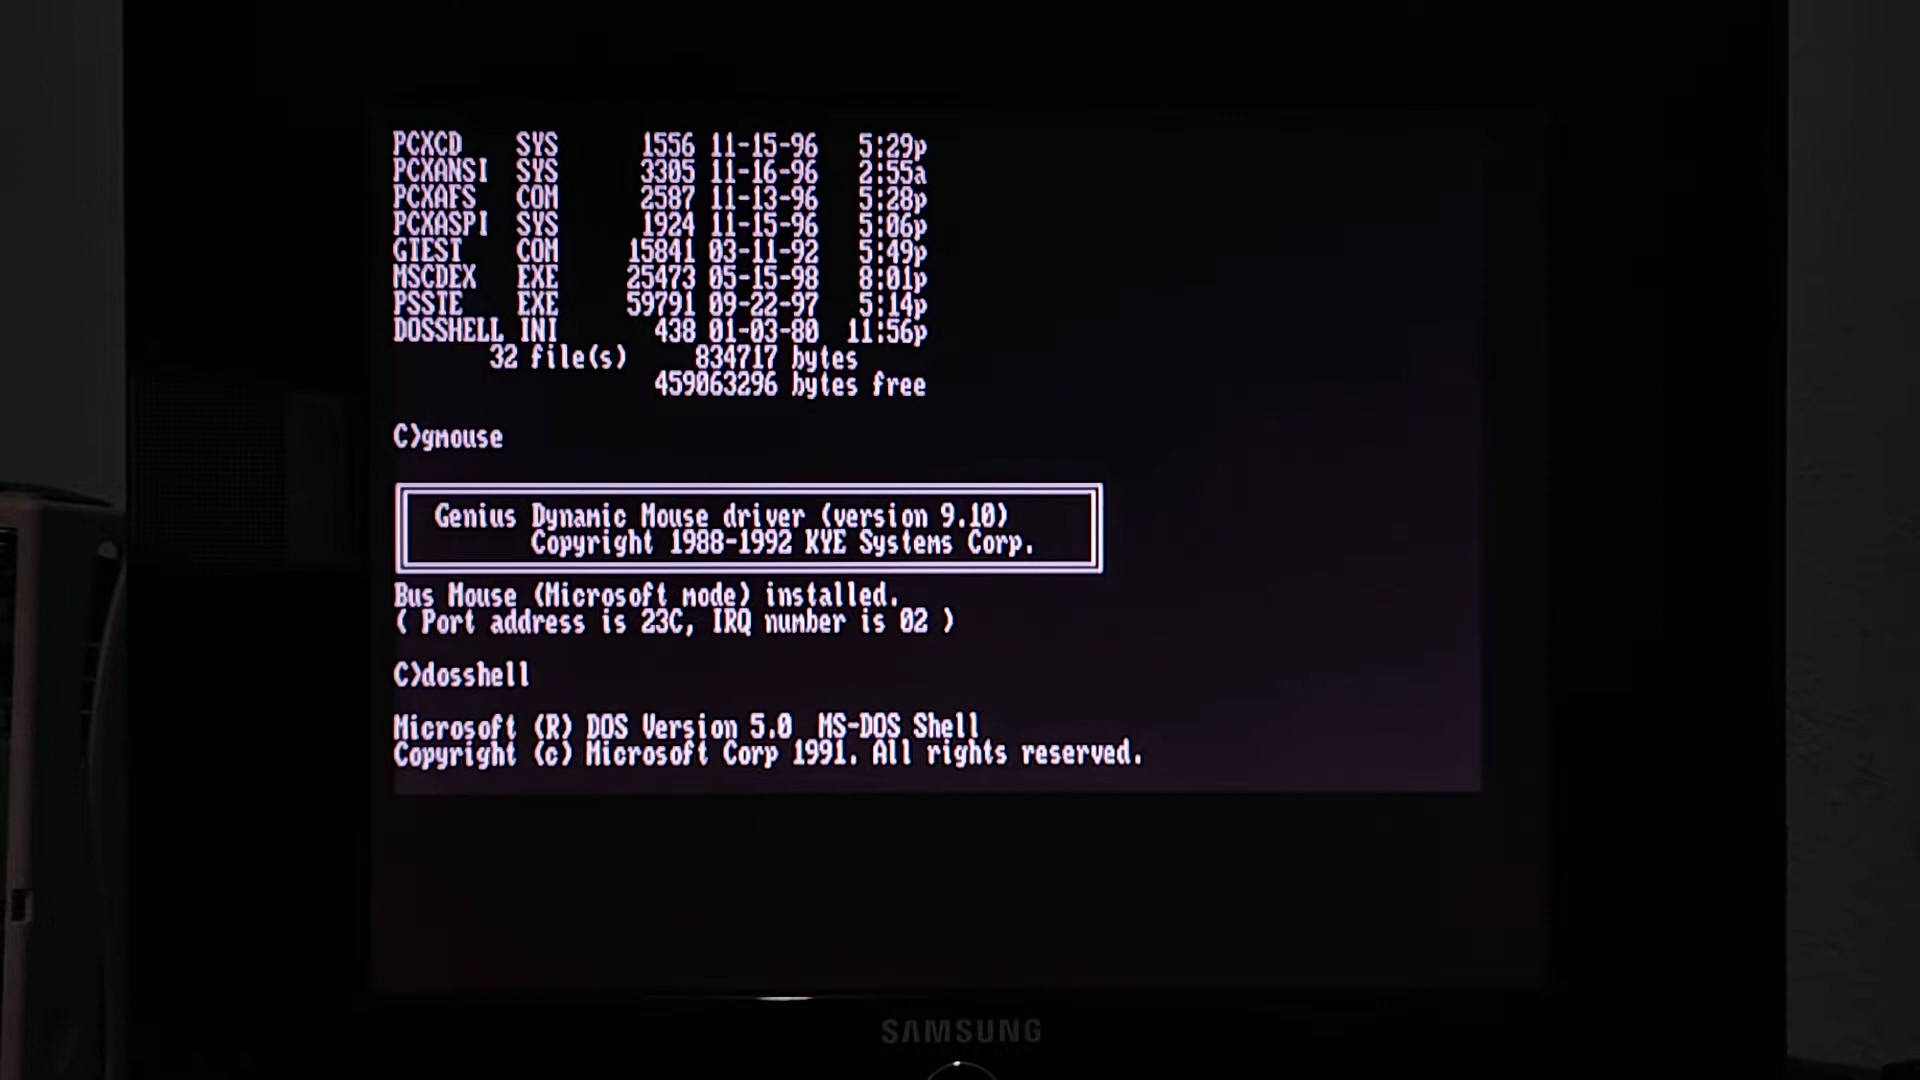 PCXCD    SYS      1556 11-15-96   5:29p
PCXANSI  SYS      3305 11-16-96   2:55a
PCXAFS   COM      2587 11-13-96   5:28p
PCXASPI  SYS      1924 11-15-96   5:06p
GTEST    COM     15841 03-11-92   5:49p
MSCDEX   EXE     25473 05-15-98   8:01p
PSSTE    EXE     59791 09-22-97   5:14p
DOSSHELL INI       438 01-03-80  11:56p
32 file(s)     834717 bytes
459063296 bytes free
C>gmouse
Genius Dynamic Mouse driver (version 9.10)
Copyright 1988-1992 KYE Systems Corp.
Bus Mouse (Microsoft mode) installed.
( Port address is 23C, IRQ number is 02 )
C>dosshell
Microsoft (R) DOS Version 5.0  MS-DOS Shell
Copyright (c) Microsoft Corp 1991. All rights reserved.
SAMSUNG